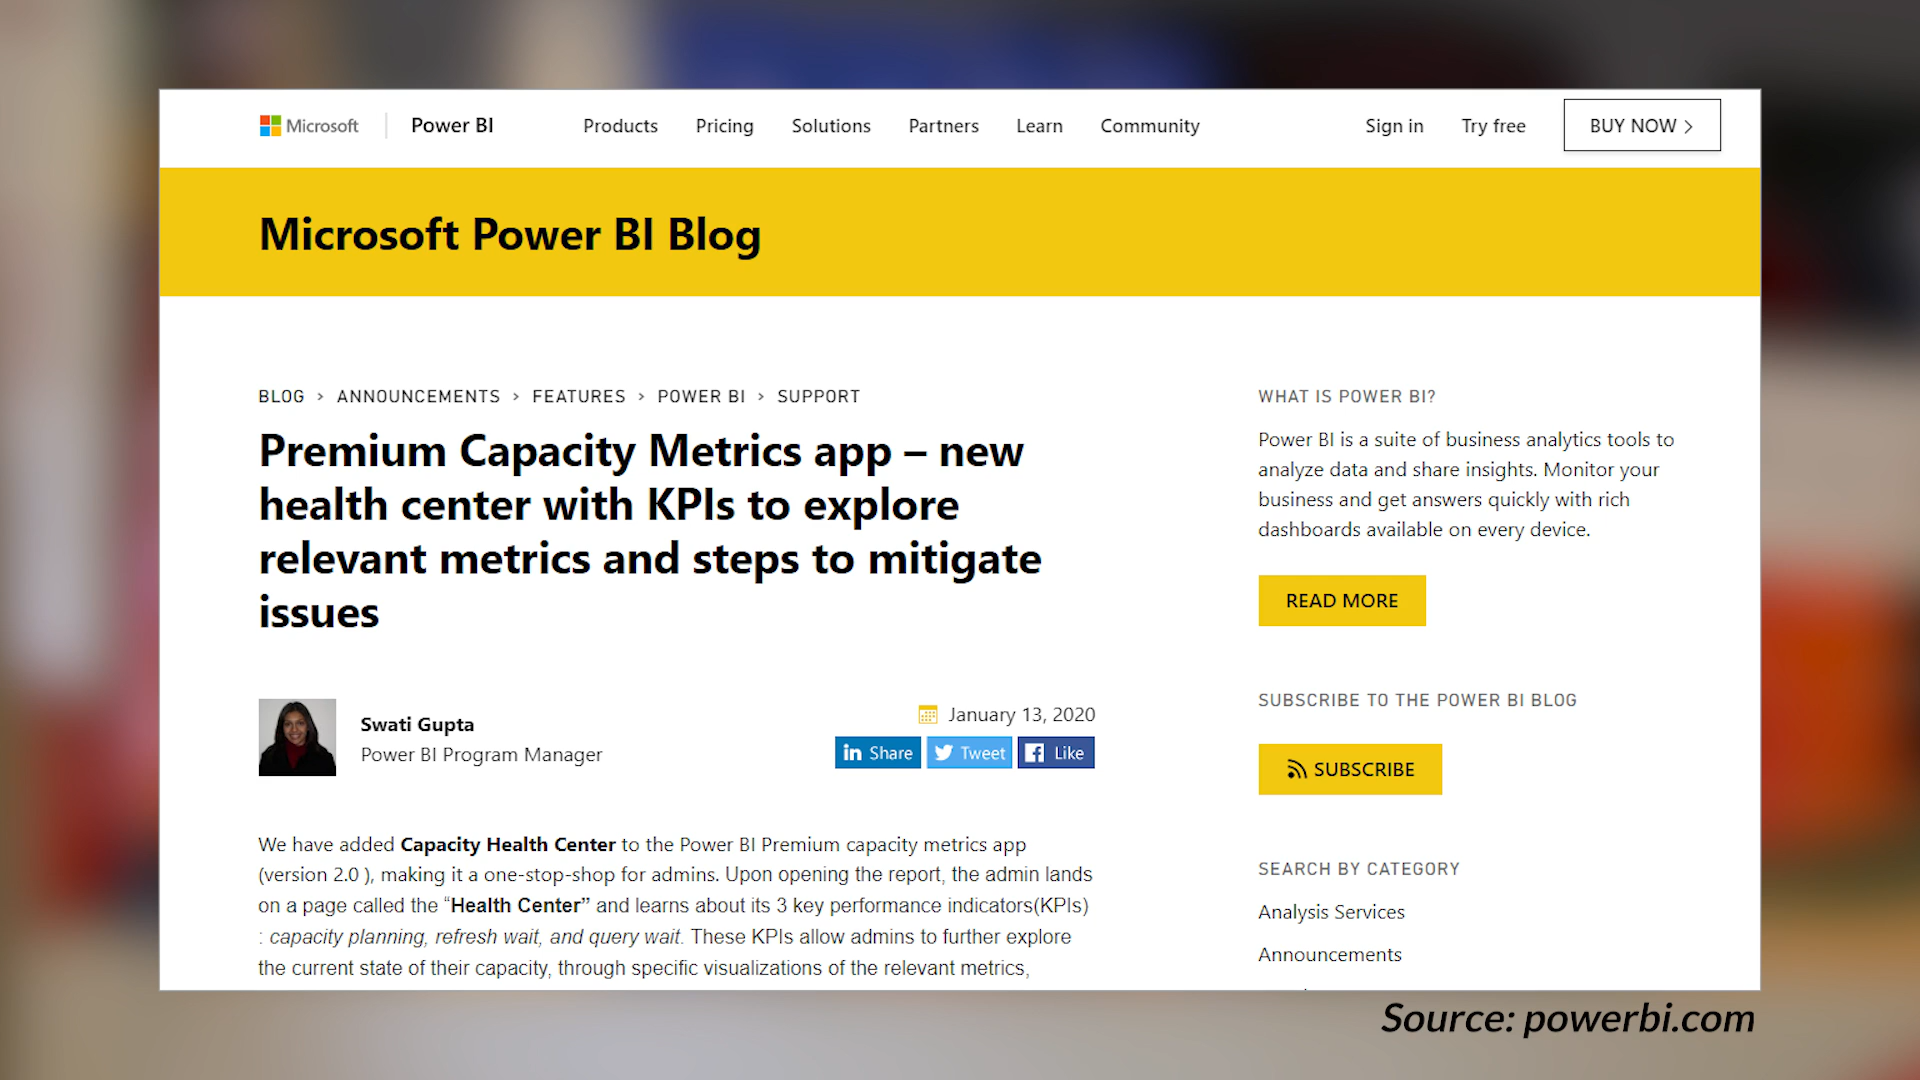 Microsoft Power BI Products Pricing Solutions Partners Learn Community Sign in Try free BUY NOW >
Microsoft Power BI Blog
BLOG > ANNOUNCEMENTS > FEATURES > POWER BI > SUPPORT
Premium Capacity Metrics app – new
health center with KPIs to explore
relevant metrics and steps to mitigate
issues
Swati Gupta
Power BI Program Manager
January 13, 2020
in Share Tweet Like
We have added Capacity Health Center to the Power BI Premium capacity metrics app
(version 2.0 ), making it a one-stop-shop for admins. Upon opening the report, the admin lands
on a page called the “Health Center” and learns about its 3 key performance indicators(KPIs)
: capacity planning, refresh wait, and query wait. These KPIs allow admins to further explore
the current state of their capacity, through specific visualizations of the relevant metrics,
WHAT IS POWER BI?
Power BI is a suite of business analytics tools to
analyze data and share insights. Monitor your
business and get answers quickly with rich
dashboards available on every device.
READ MORE
SUBSCRIBE TO THE POWER BI BLOG
SUBSCRIBE
SEARCH BY CATEGORY
Analysis Services
Announcements
Source: powerbi.com